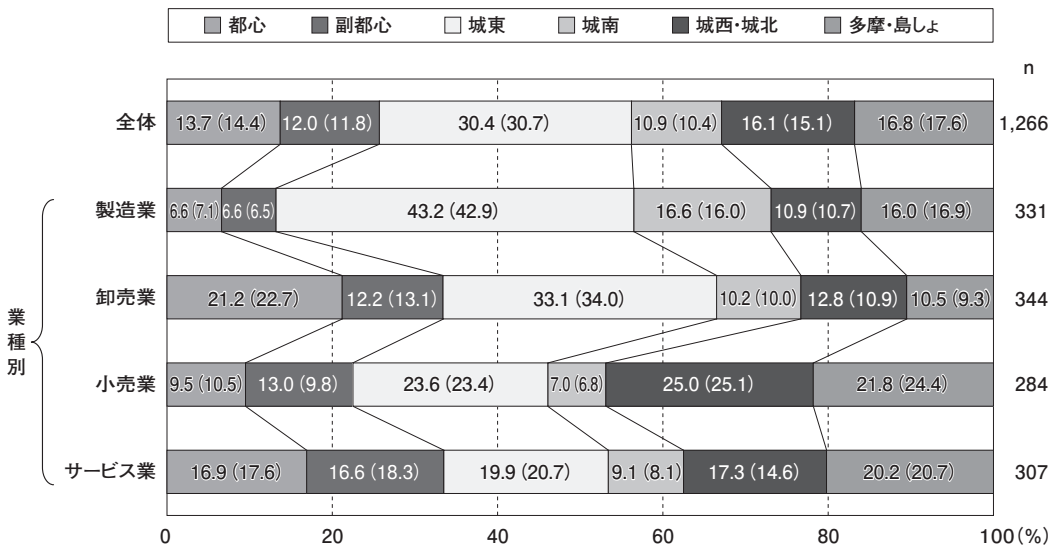 都心 副都心 城東 城南 城西・城北 多摩・島しょ
n
全体 13.7 (14.4) 12.0 (11.8) 30.4 (30.7) 10.9 (10.4) 16.1 (15.1) 16.8 (17.6) 1,266
製造業 6.6 (7.1) 6.6 (6.5) 43.2 (42.9) 16.6 (16.0) 10.9 (10.7) 16.0 (16.9) 331
卸売業 21.2 (22.7) 12.2 (13.1) 33.1 (34.0) 10.2 (10.0) 12.8 (10.9) 10.5 (9.3) 344
業種別
小売業 9.5 (10.5) 13.0 (9.8) 23.6 (23.4) 7.0 (6.8) 25.0 (25.1) 21.8 (24.4) 284
サービス業 16.9 (17.6) 16.6 (18.3) 19.9 (20.7) 9.1 (8.1) 17.3 (14.6) 20.2 (20.7) 307
0 20 40 60 80 100 (%)